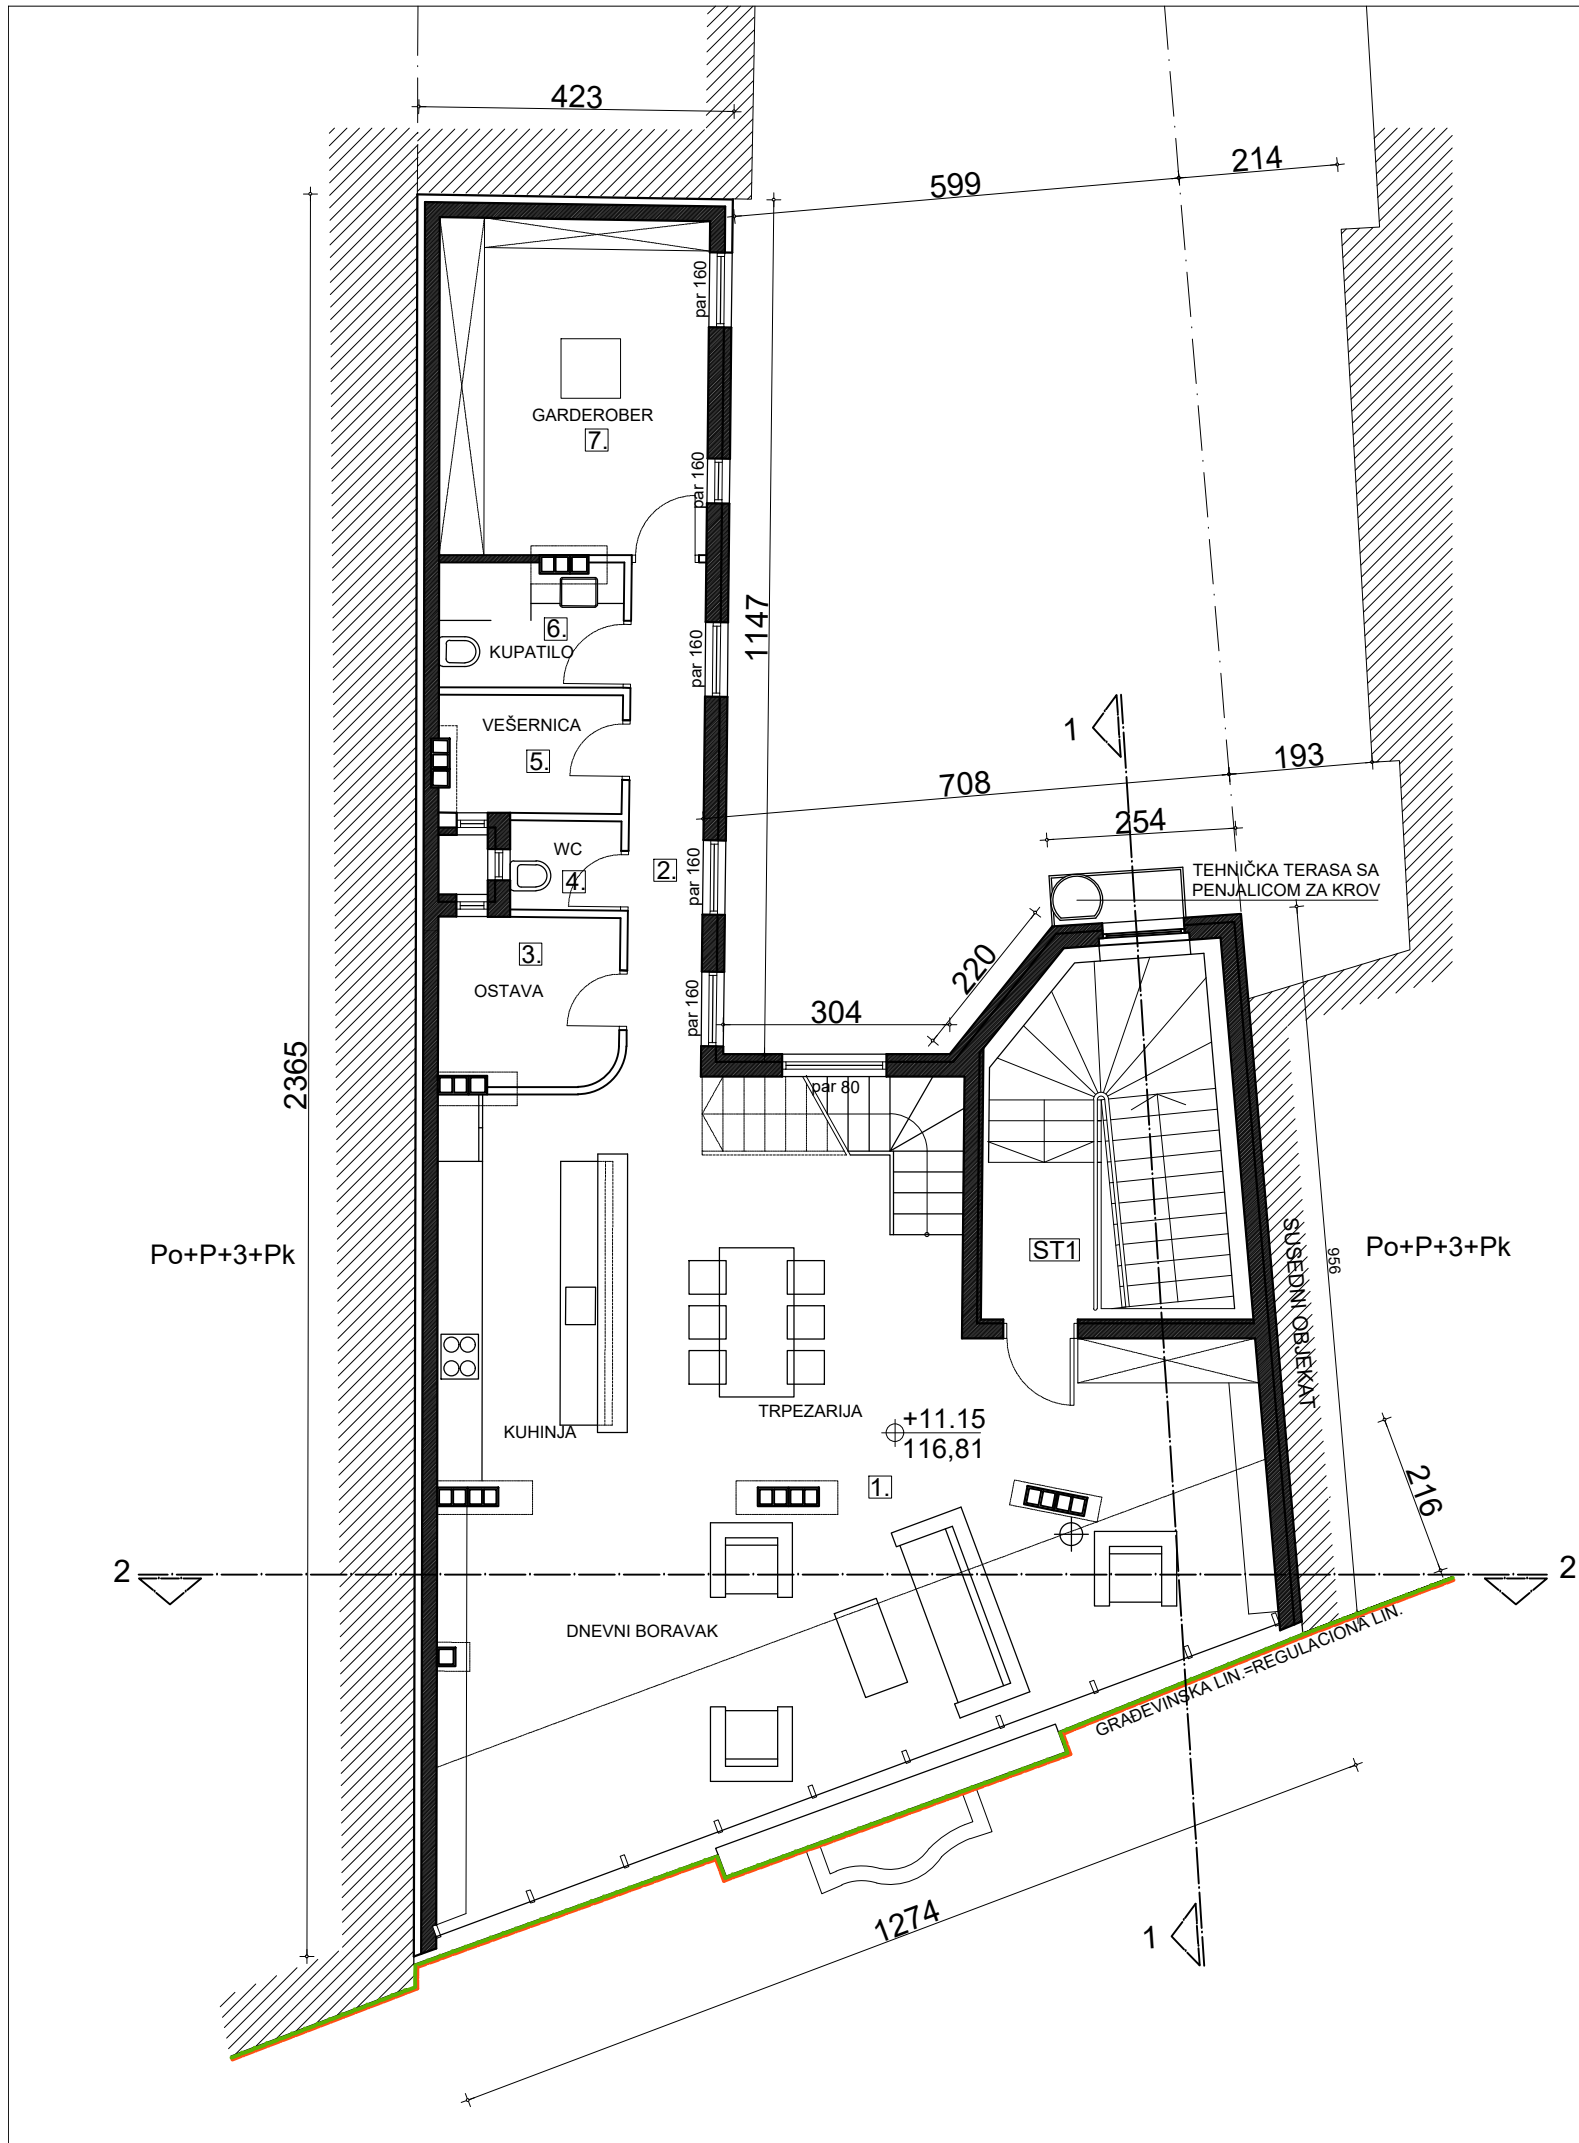 423
599
214
par 160
GARDEROBER
7.
par 160
1147
6.
KUPATILO
par 160
VEŠERNICA
5.
1
708
193
254
WC
4.
2.
par 160
TEHNIČKA TERASA SA
PENJALICOM ZA KROV
3.
OSTAVA
par 160
220
304
2365
par 80
Po+P+3+Pk
ST1
SUSEDNI OBJEKAT
956
Po+P+3+Pk
TRPEZARIJA
+11.15
116,81
KUHINJA
1.
216
2
2
DNEVNI BORAVAK
GRAĐEVINSKA LIN.=REGULACIONA LIN.
1274
1